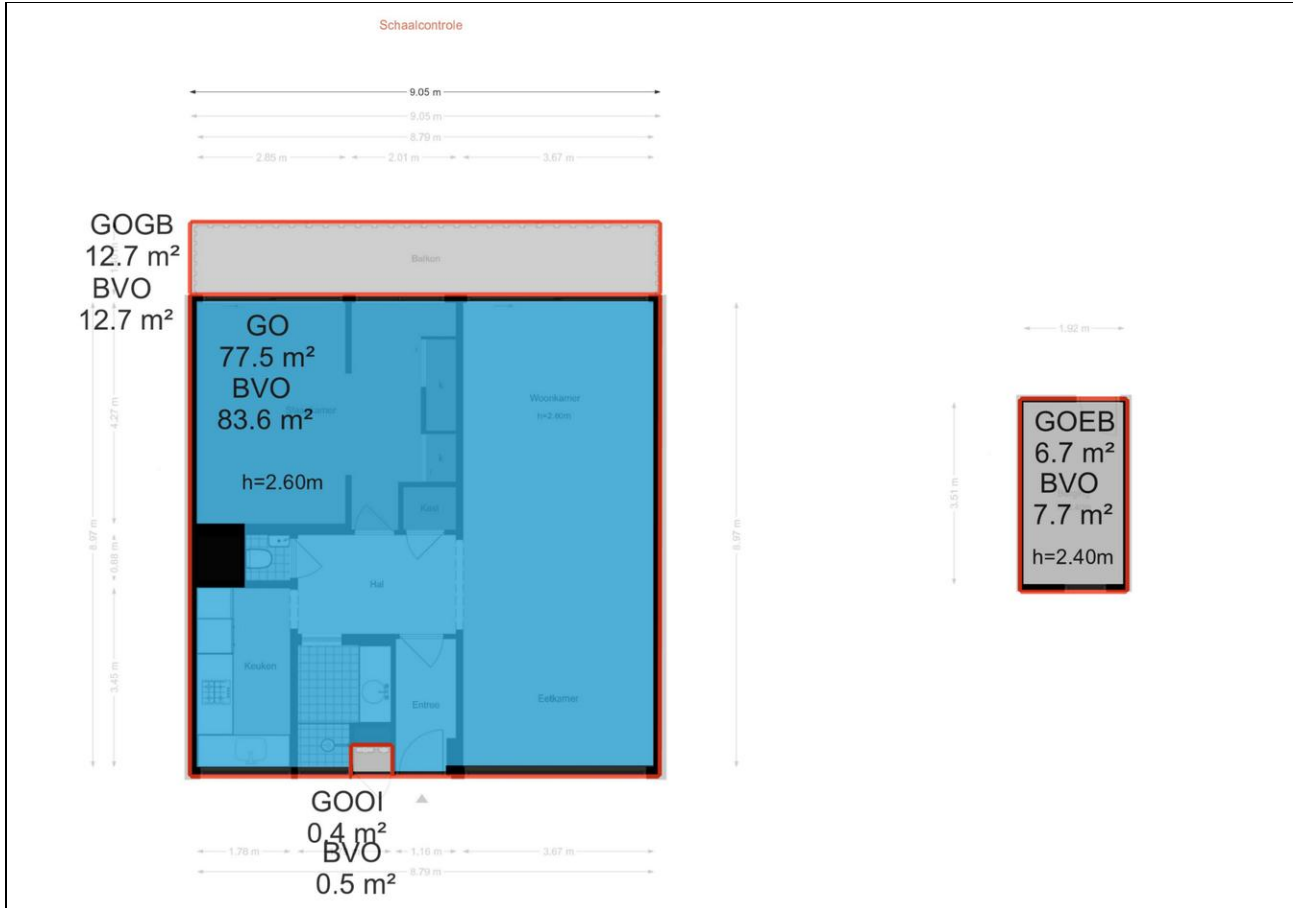 Schaalcontrole
9.05 m
9.05 m
8.79 m
2.85 m
2.01 m
3.67 m
GOGB
12.7 m²
BVO
12.7 m²
Balkon
GO
77.5 m²
BVO
83.6 m²
h=2.60m
Woonkamer
h=2.60m
k
k
Kast
Hal
Keuken
Entree
Eetkamer
4.27 m
8.97 m
0.88 m
3.45 m
8.97 m
1.92 m
3.51 m
GOEB
6.7 m²
BVO
7.7 m²
h=2.40m
GOOI
0.4 m²
BVO
0.5 m²
1.78 m
1.16 m
3.67 m
8.79 m